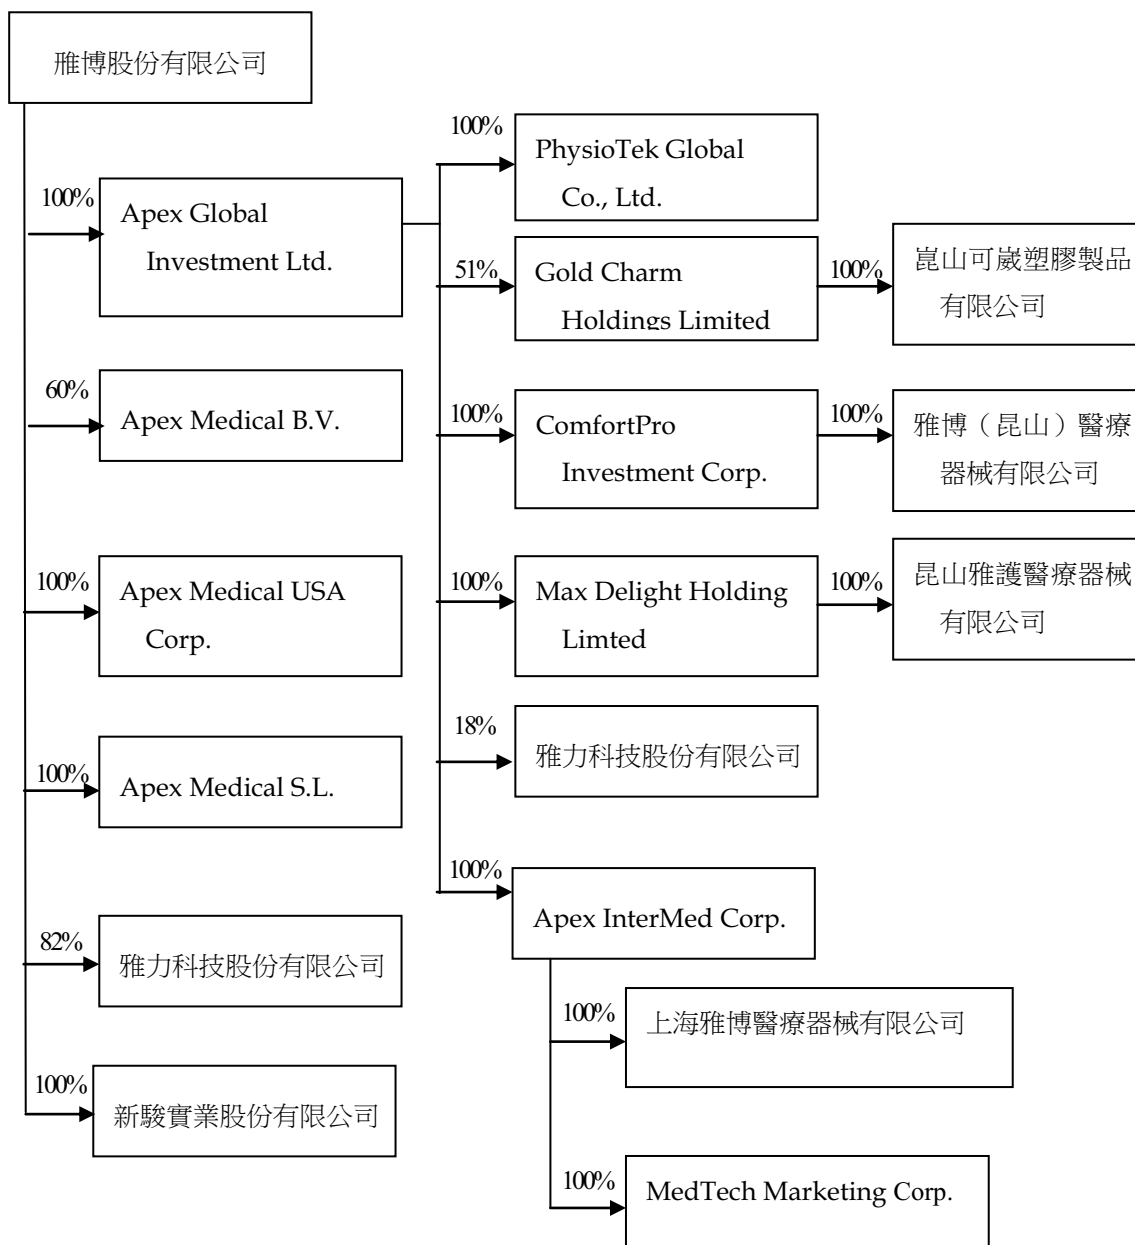 雃博股份有限公司
100%
Apex Global
Investment Ltd.
60%
Apex Medical B.V.
100%
Apex Medical USA
Corp.
100%
Apex Medical S.L.
82%
雅力科技股份有限公司
100%
新駿實業股份有限公司
100%
PhysioTek Global
Co., Ltd.
51%
Gold Charm
Holdings Limited
100%
崑山可崴塑膠製品
有限公司
100%
ComfortPro
Investment Corp.
100%
雅博（昆山）醫療
器械有限公司
100%
Max Delight Holding
Limted
100%
昆山雅護醫療器械
有限公司
18%
雅力科技股份有限公司
100%
Apex InterMed Corp.
100%
上海雅博醫療器械有限公司
100%
MedTech Marketing Corp.